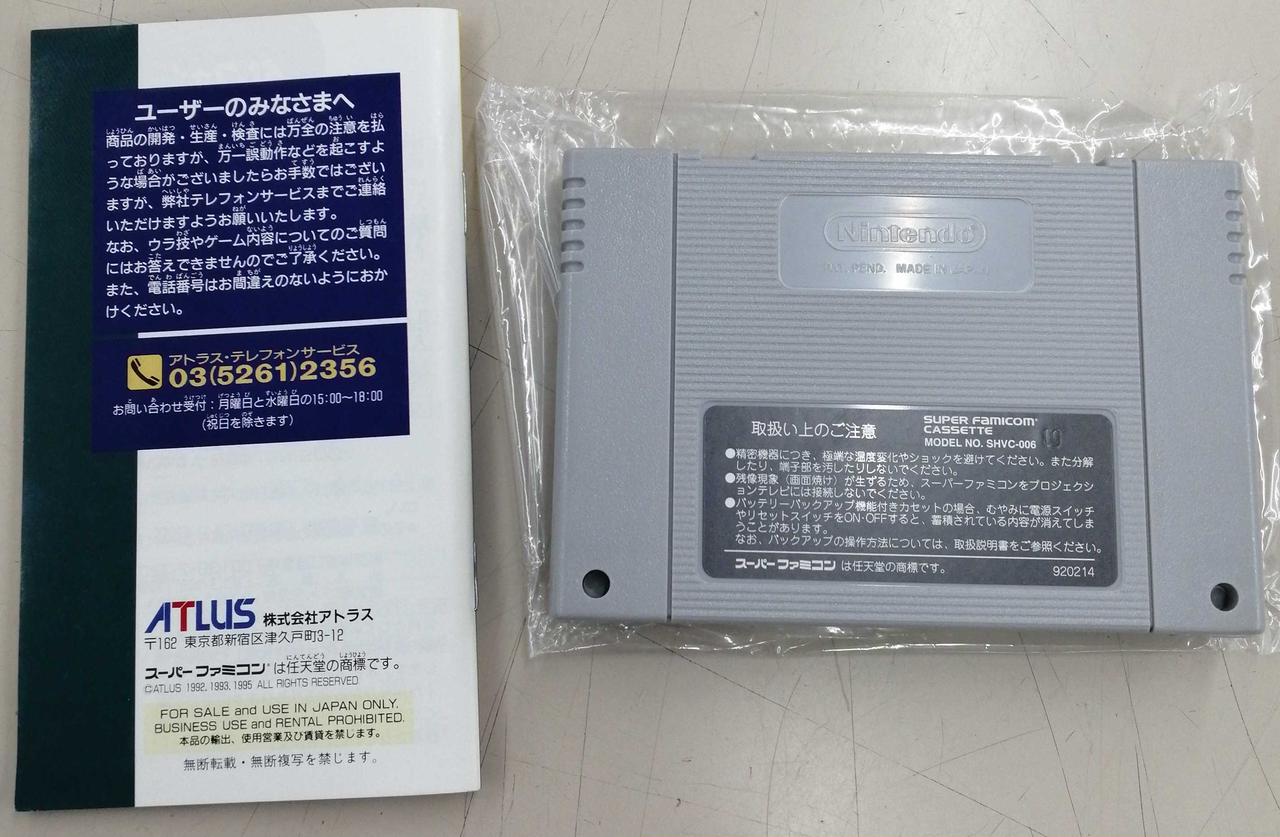 ユーザーのみなさまへ
商品の開発・生産・検査には万全の注意を払
っておりますが、万一誤動作などを起こすよ
うな場合がございましたらお手数ではござい
ますが、弊社テレフォンサービスまでご連絡
いただけますようお願いいたします。
なお、ウラ技やゲーム内容についてのご質問
にはお答えできませんのでご了承ください。
また、電話番号はお間違えのないようにおか
けください。
アトラス・テレフォンサービス
03(5261)2356
お問い合わせ受付：月曜日と水曜日の15:00〜18:00
(祝日を除きます)
ATLUS 株式会社アトラス
〒162 東京都新宿区津久戸町3-12
スーパーファミコン®は任天堂の商標です。
©ATLUS 1992,1993,1995 ALL RIGHTS RESERVED
FOR SALE and USE IN JAPAN ONLY.
BUSINESS USE and RENTAL PROHIBITED.
本品の輸出、使用営業及び賃貸を禁じます。
無断転載・無断複写を禁じます。
Nintendo®
PEND. MADE IN JAPAN
取扱い上のご注意
SUPER FAMICOM
CASSETTE
MODEL NO. SHVC-006
●精密機器につき、極端な温度変化やショックを避けてください。また分解
したり、端子部を汚したりしないでください。
●残像現象（画面焼け）が生ずるため、スーパーファミコンをプロジェクシ
ョンテレビには接続しないでください。
●バッテリーバックアップ機能付きカセットの場合、むやみに電源スイッチ
やリセットスイッチをON・OFFすると、蓄積されている内容が消えてしま
うことがあります。
なお、バックアップの操作方法については、取扱説明書をご参照ください。
スーパーファミコンは任天堂の商標です。
920214